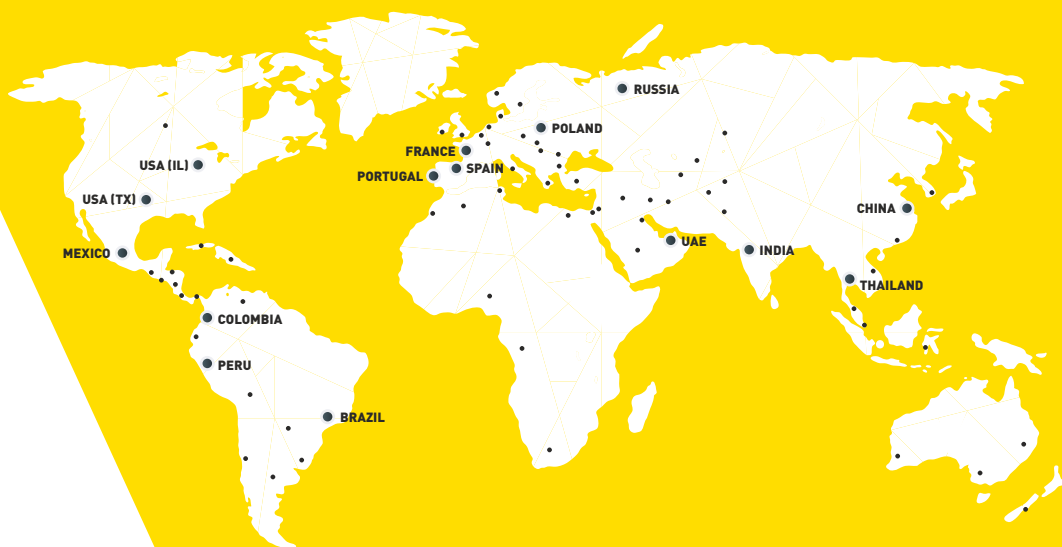 RUSSIA
POLAND
FRANCE
USA (IL)
SPAIN
PORTUGAL
USA (TX)
CHINA
UAE
INDIA
MEXICO
THAILAND
COLOMBIA
PERU
BRAZIL